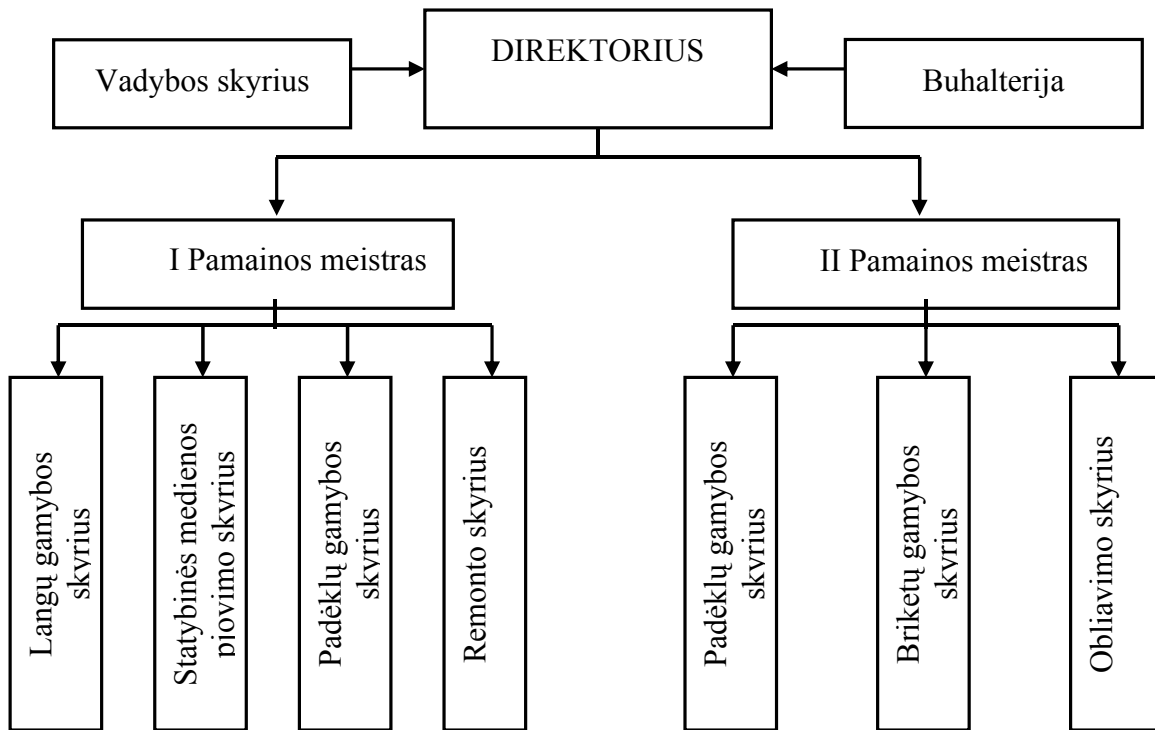 DIREKTORIUS
Vadybos skyrius
Buhalterija
I Pamainos meistras
II Pamainos meistras
Langų gamybos
skyrius
Statybinės medienos
pjovimo skyrius
Padėklų gamybos
skyrius
Remonto skyrius
Padėklų gamybos
skyrius
Briketų gamybos
skyrius
Obliavimo skyrius